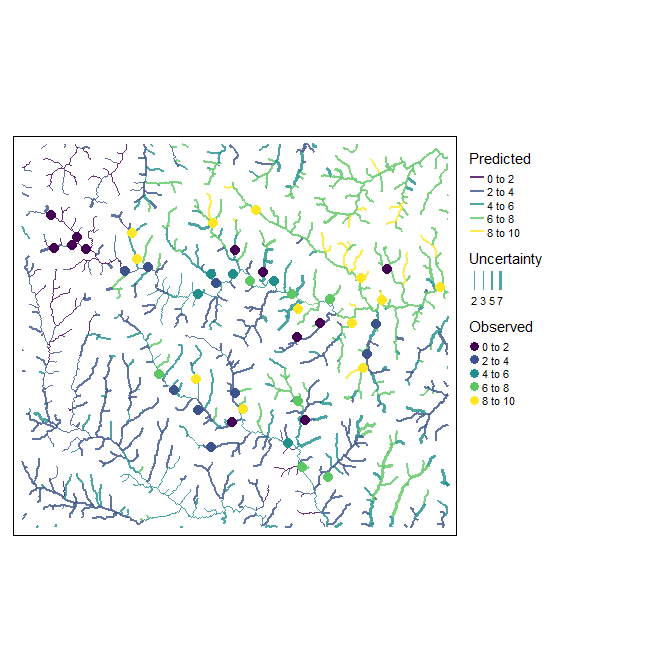 Predicted
0 to 2
2 to 4
4 to 6
6 to 8
8 to 10
Uncertainty
2 3 5 7
Observed
0 to 2
2 to 4
4 to 6
6 to 8
8 to 10